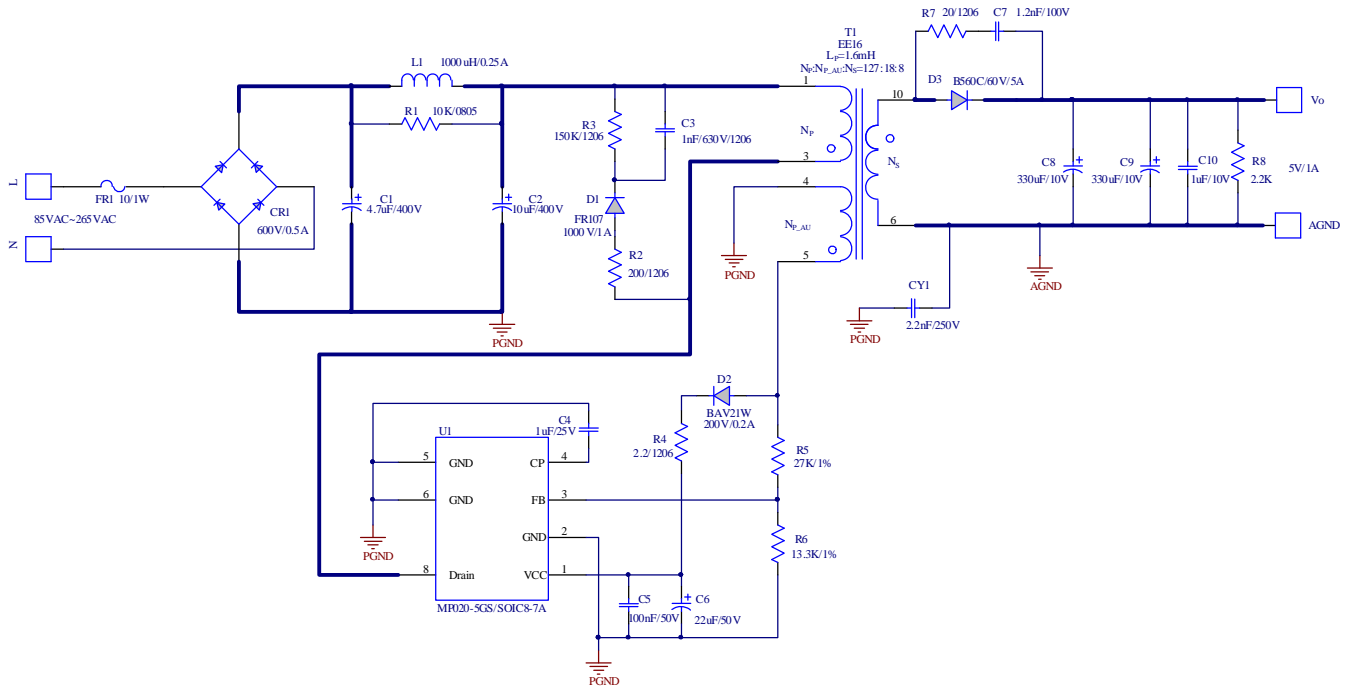 R7
20/1206
C7
1.2nF/100V
T1
EE16
LP=1.6mH
NP:NP_AU:NS=127:18:8
L1
1000uH/0.25A
1
10
D3
B560C/60V/5A
Vo
R1
10K/0805
R3
150K/1206
C3
1nF/630V/1206
NP
NS
3
4
C8
330uF/10V
C9
330uF/10V
C10
1uF/10V
R8
2.2K
5V/1A
L
FR1 10/1W
85VAC~265VAC
N
CR1
600V/0.5A
C1
4.7uF/400V
C2
10uF/400V
D1
FR107
1000V/1A
R2
200/1206
NP_AU
5
6
AGND
PGND
AGND
CY1
2.2nF/250V
PGND
PGND
D2
BAV21W
200V/0.2A
C4
1uF/25V
R4
2.2/1206
R5
27K/1%
U1
5
GND
CP
4
6
GND
FB
3
GND
2
R6
13.3K/1%
PGND
8
Drain
VCC
1
MP020-5GS/SOIC8-7A
C5
100nF/50V
C6
22uF/50V
PGND